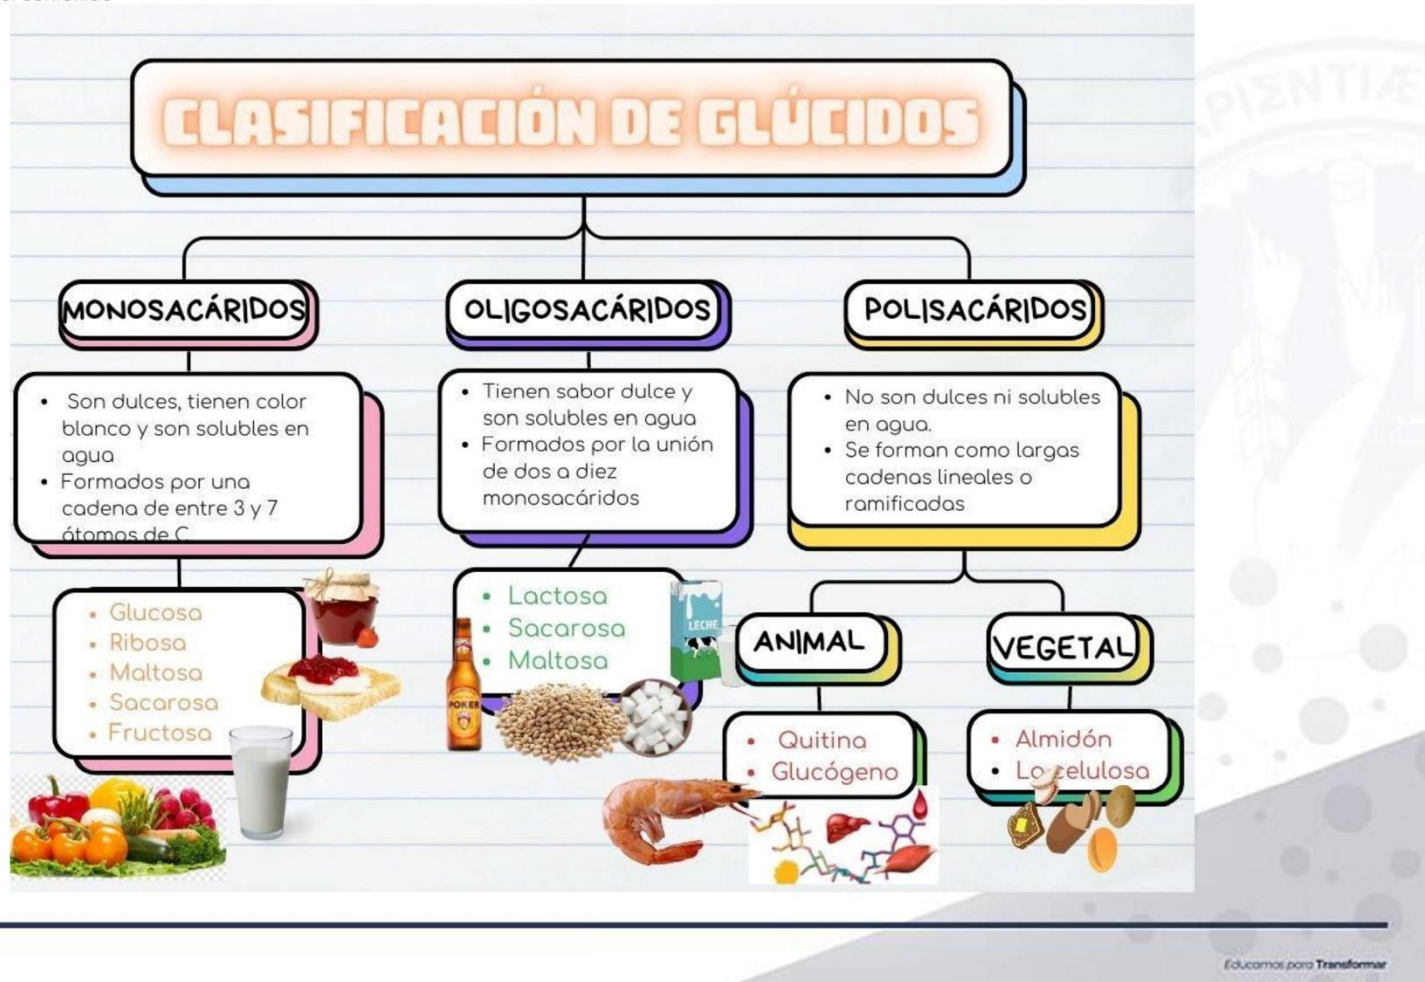 CLASIFICACIÓN DE GLÚCIDOS
MONOSACÁRIDOS
Son dulces, tienen color
blanco y son solubles en
agua
Formados por una
cadena de entre 3 y 7
átomos de C
Glucosa
Ribosa
Maltosa
Sacarosa
Fructosa
OLIGOSACÁRIDOS
Tienen sabor dulce y
son solubles en agua
Formados por la unión
de dos a diez
monosacáridos
Lactosa
Sacarosa
Maltosa
LECHE
POKER
POLISACÁRIDOS
No son dulces ni solubles
en agua.
Se forman como largas
cadenas lineales o
ramificadas
ANIMAL
Quitina
Glucógeno
VEGETAL
Almidón
La celulosa
Educamos para Transformar